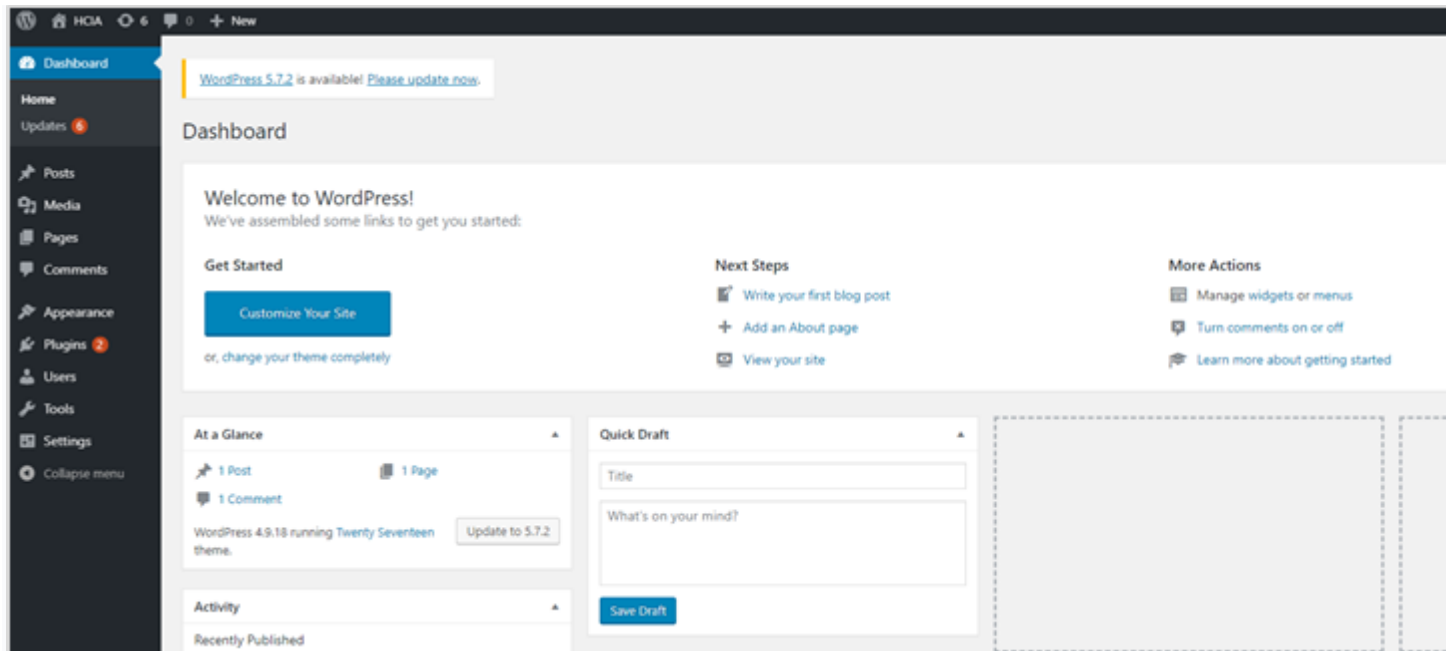 HCIA 6 0 New
Dashboard
Home
Updates 6
Posts
Media
Pages
Comments
Appearance
Plugins 2
Users
Tools
Settings
Collapse menu
WordPress 5.7.2 is available! Please update now.
Dashboard
Welcome to WordPress!
We've assembled some links to get you started:
Get Started
Customize Your Site
or, change your theme completely
Next Steps
Write your first blog post
Add an About page
View your site
More Actions
Manage widgets or menus
Turn comments on or off
Learn more about getting started
At a Glance
1 Post 1 Page
1 Comment
WordPress 4.9.18 running Twenty Seventeen
theme.
Update to 5.7.2
Activity
Recently Published
Quick Draft
Title
What's on your mind?
Save Draft